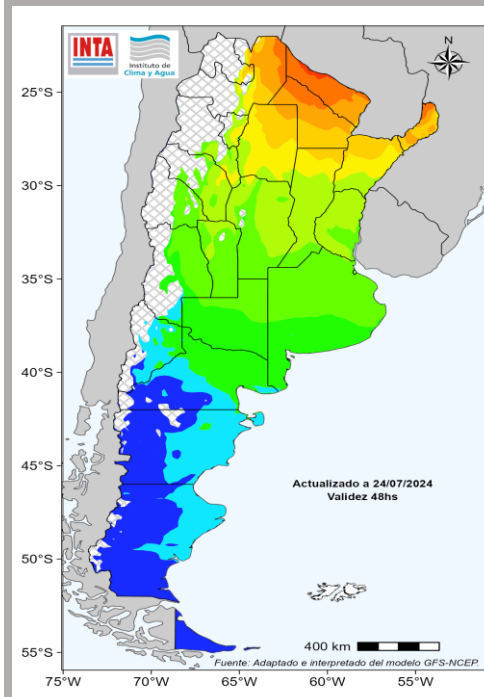 INTA
Instituto de
Clima y Agua
N
25°S
30°S
35°S
40°S
45°S
50°S
55°S
Actualizado a 24/07/2024
Validez 48hs
400 km
Fuente: Adaptado e interpretado del modelo GFS-NCEP.
75°W
70°W
65°W
60°W
55°W